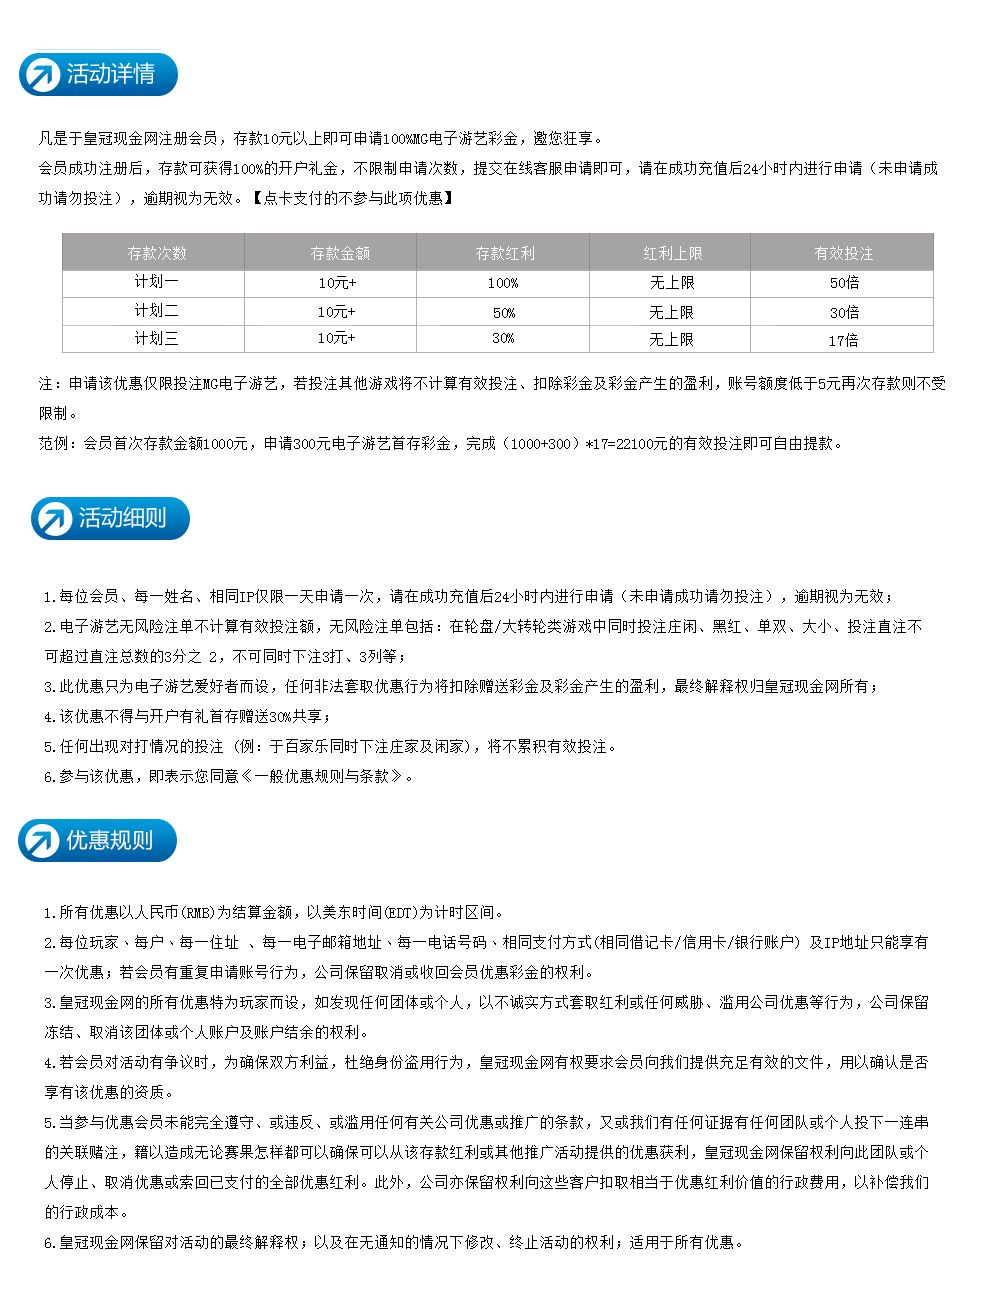 活动详情
凡是于皇冠现金网注册会员，存款10元以上即可申请100%MG电子游艺彩金，邀您狂享。
会员成功注册后，存款可获得100%的开户礼金，不限制申请次数，提交在线客服申请即可，请在成功充值后24小时内进行申请（未申请成
功请勿投注），逾期视为无效。【点卡支付的不参与此项优惠】
存款次数 存款金额 存款红利 红利上限 有效投注
计划一 10元+ 100% 无上限 50倍
计划二 10元+ 50% 无上限 30倍
计划三 10元+ 30% 无上限 17倍
注：申请该优惠仅限投注MG电子游艺，若投注其他游戏将不计算有效投注、扣除彩金及彩金产生的盈利，账号额度低于5元再次存款则不受
限制。
范例：会员首次存款金额1000元，申请300元电子游艺首存彩金，完成（1000+300）*17=22100元的有效投注即可自由提款。
活动细则
1.每位会员、每一姓名、相同IP仅限一天申请一次，请在成功充值后24小时内进行申请（未申请成功请勿投注），逾期视为无效；
2.电子游艺无风险注单不计算有效投注额，无风险注单包括：在轮盘/大转轮类游戏中同时投注庄闲、黑红、单双、大小、投注直注不
可超过直注总数的3分之 2，不可同时下注3打、3列等；
3.此优惠只为电子游艺爱好者而设，任何非法套取优惠行为将扣除赠送彩金及彩金产生的盈利，最终解释权归皇冠现金网所有；
4.该优惠不得与开户有礼首存赠送30%共享；
5.任何出现对打情况的投注（例：于百家乐同时下注庄家及闲家），将不累积有效投注。
6.参与该优惠，即表示您同意《一般优惠规则与条款》。
优惠规则
1.所有优惠以人民币(RMB)为结算金额，以美东时间(EDT)为计时区间。
2.每位玩家、每户、每一住址 、每一电子邮箱地址、每一电话号码、相同支付方式(相同借记卡/信用卡/银行账户) 及IP地址只能享有
一次优惠；若会员有重复申请账号行为，公司保留取消或收回会员优惠彩金的权利。
3.皇冠现金网的所有优惠特为玩家而设，如发现任何团体或个人，以不诚实方式套取红利或任何威胁、滥用公司优惠等行为，公司保留
冻结、取消该团体或个人账户及账户结余的权利。
4.若会员对活动有争议时，为确保双方利益，杜绝身份盗用行为，皇冠现金网有权要求会员向我们提供充足有效的文件，用以确认是否
享有该优惠的资质。
5.当参与优惠会员未能完全遵守、或违反、或滥用任何有关公司优惠或推广的条款，又或我们有任何证据有任何团队或个人投下一连串
的关联赌注，籍以造成无论赛果怎样都可以确保可以从该存款红利或其他推广活动提供的优惠获利，皇冠现金网保留权利向此团队或个
人停止、取消优惠或索回已支付的全部优惠红利。此外，公司亦保留权利向这些客户扣取相当于优惠红利价值的行政费用，以补偿我们
的行政成本。
6.皇冠现金网保留对活动的最终解释权；以及在无通知的情况下修改、终止活动的权利；适用于所有优惠。